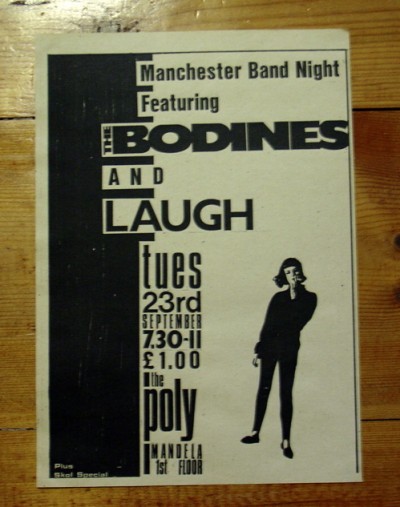 Manchester Band Night
Featuring
THE BODINES
AND
LAUGH
tues
23rd
SEPTEMBER
7.30-11
£1.00
the
poly
MANDELA
1st FLOOR
Plus
Skol Special